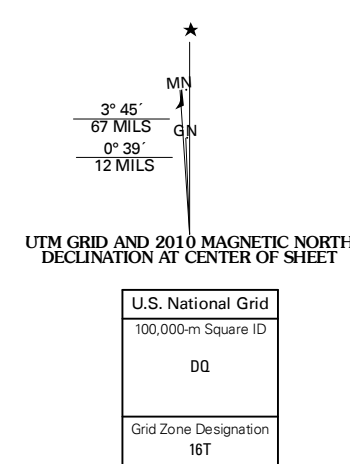 ★
MN
3° 45´
67 MILS
GN
0° 39´
12 MILS
UTM GRID AND 2010 MAGNETIC NORTH
DECLINATION AT CENTER OF SHEET
U.S. National Grid
100,000-m Square ID
DQ
Grid Zone Designation
16T